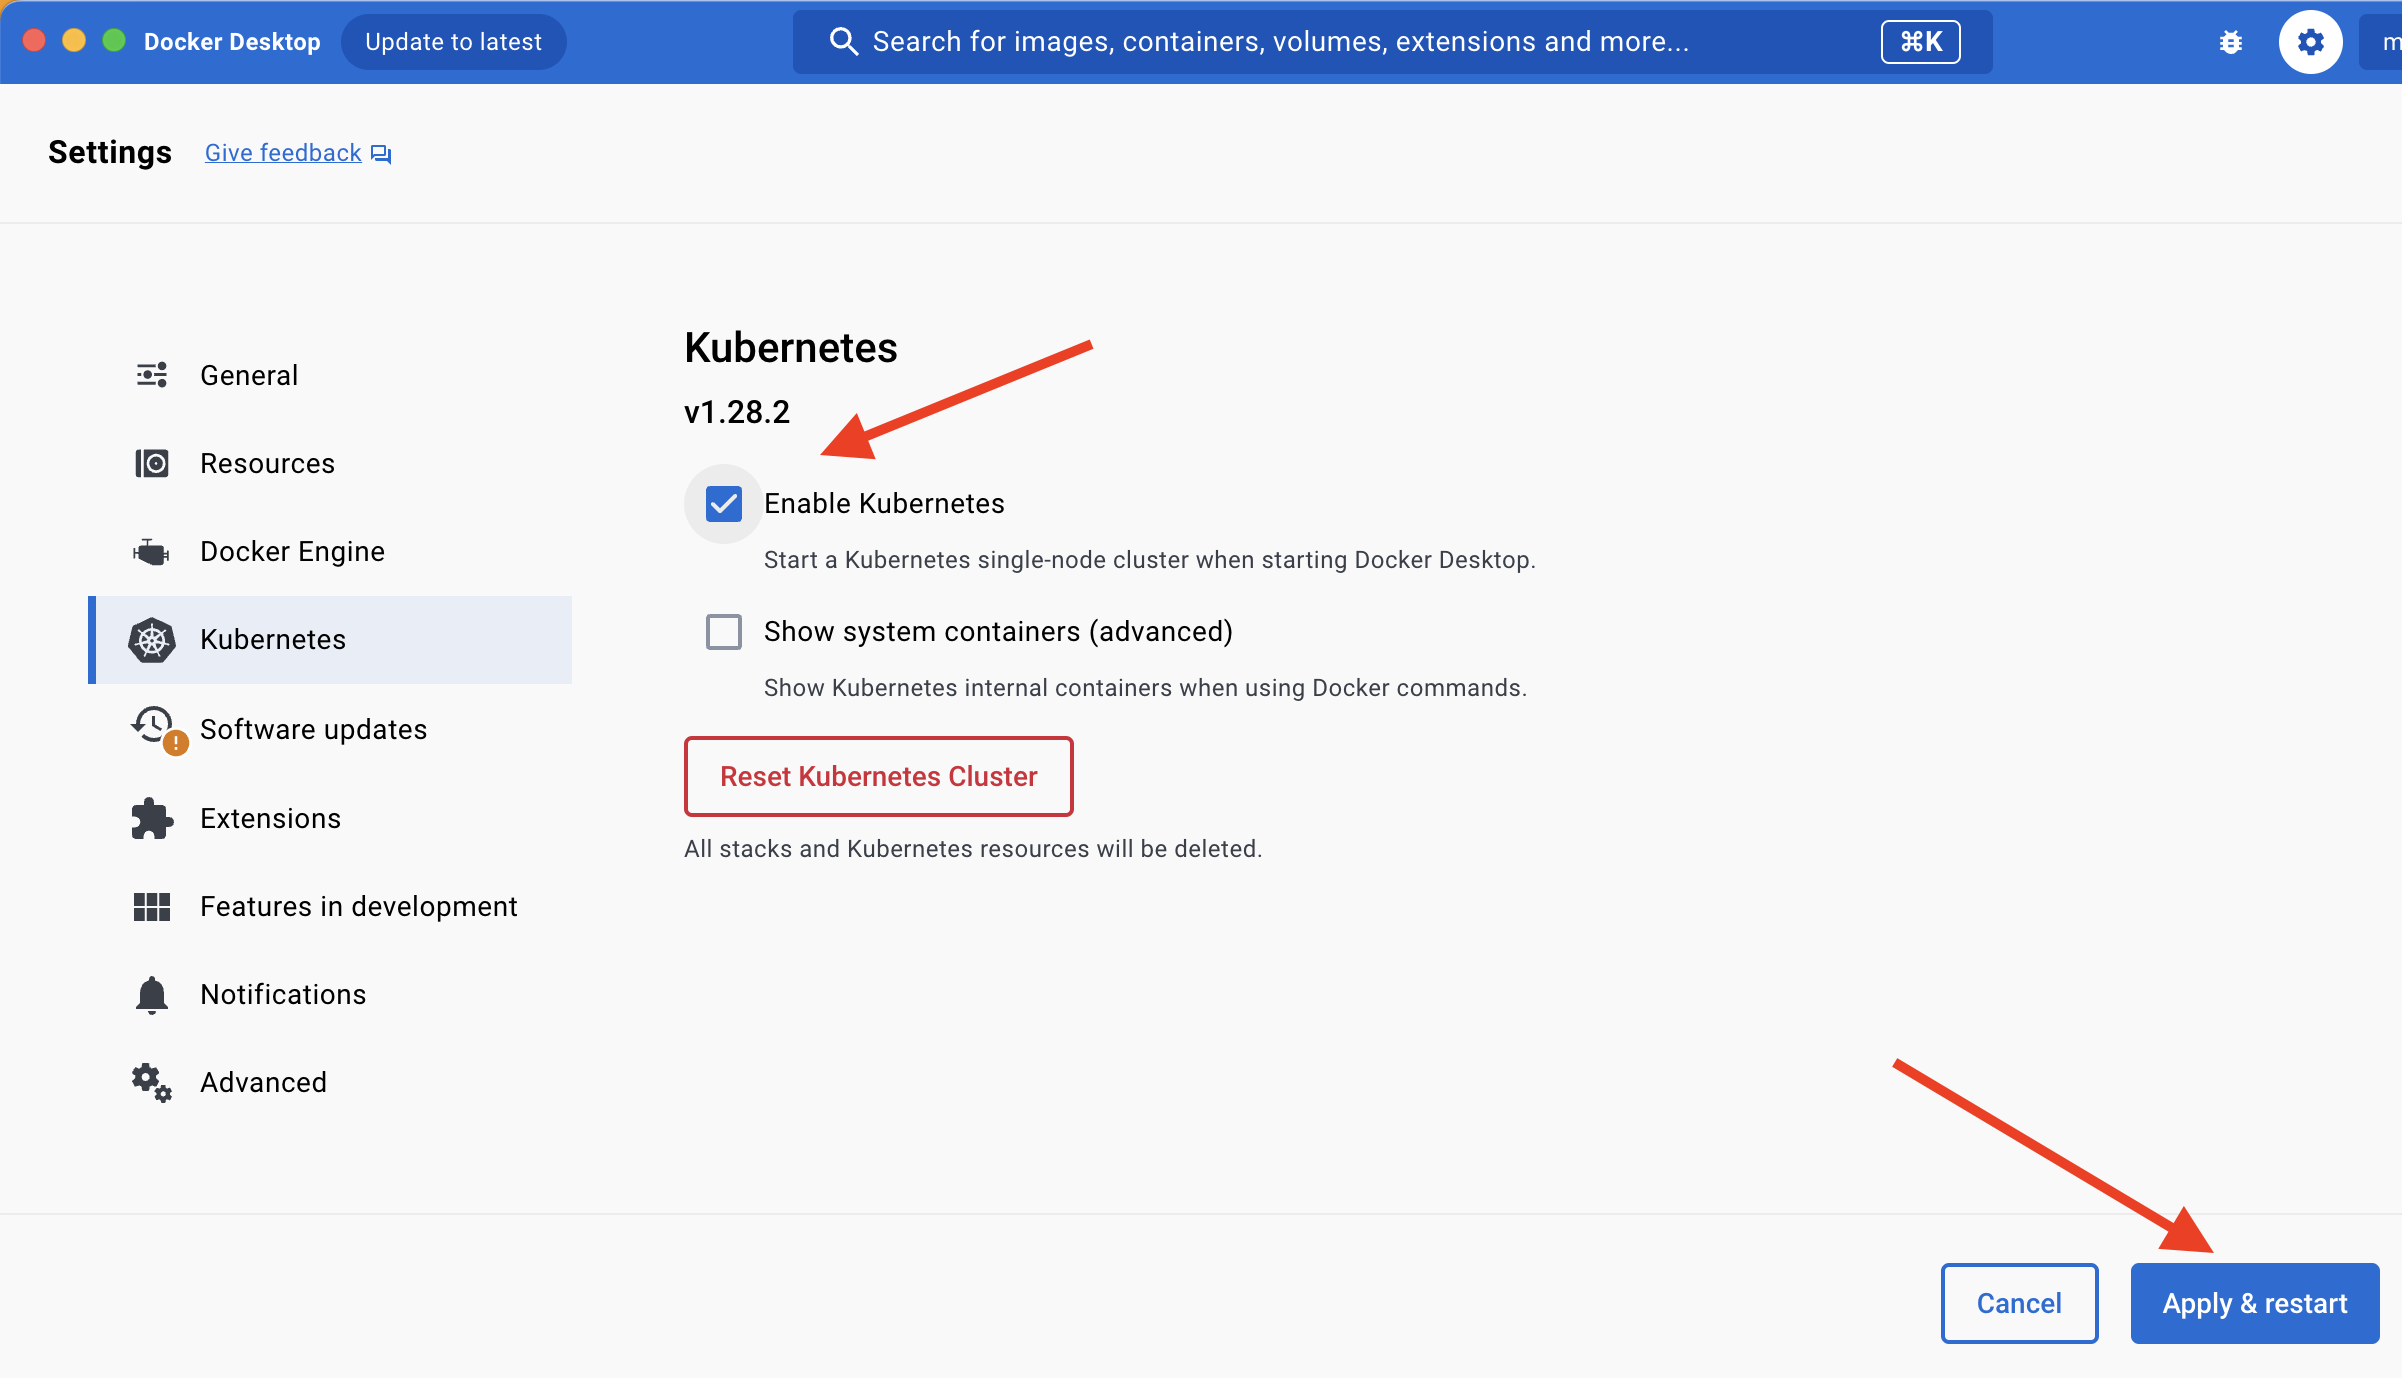 Docker Desktop
Update to latest
Search for images, containers, volumes, extensions and more...
⌘K
m
Settings
Give feedback
General
Resources
Docker Engine
Kubernetes
Software updates
Extensions
Features in development
Notifications
Advanced
Kubernetes
v1.28.2
Enable Kubernetes
Start a Kubernetes single-node cluster when starting Docker Desktop.
Show system containers (advanced)
Show Kubernetes internal containers when using Docker commands.
Reset Kubernetes Cluster
All stacks and Kubernetes resources will be deleted.
Cancel
Apply & restart